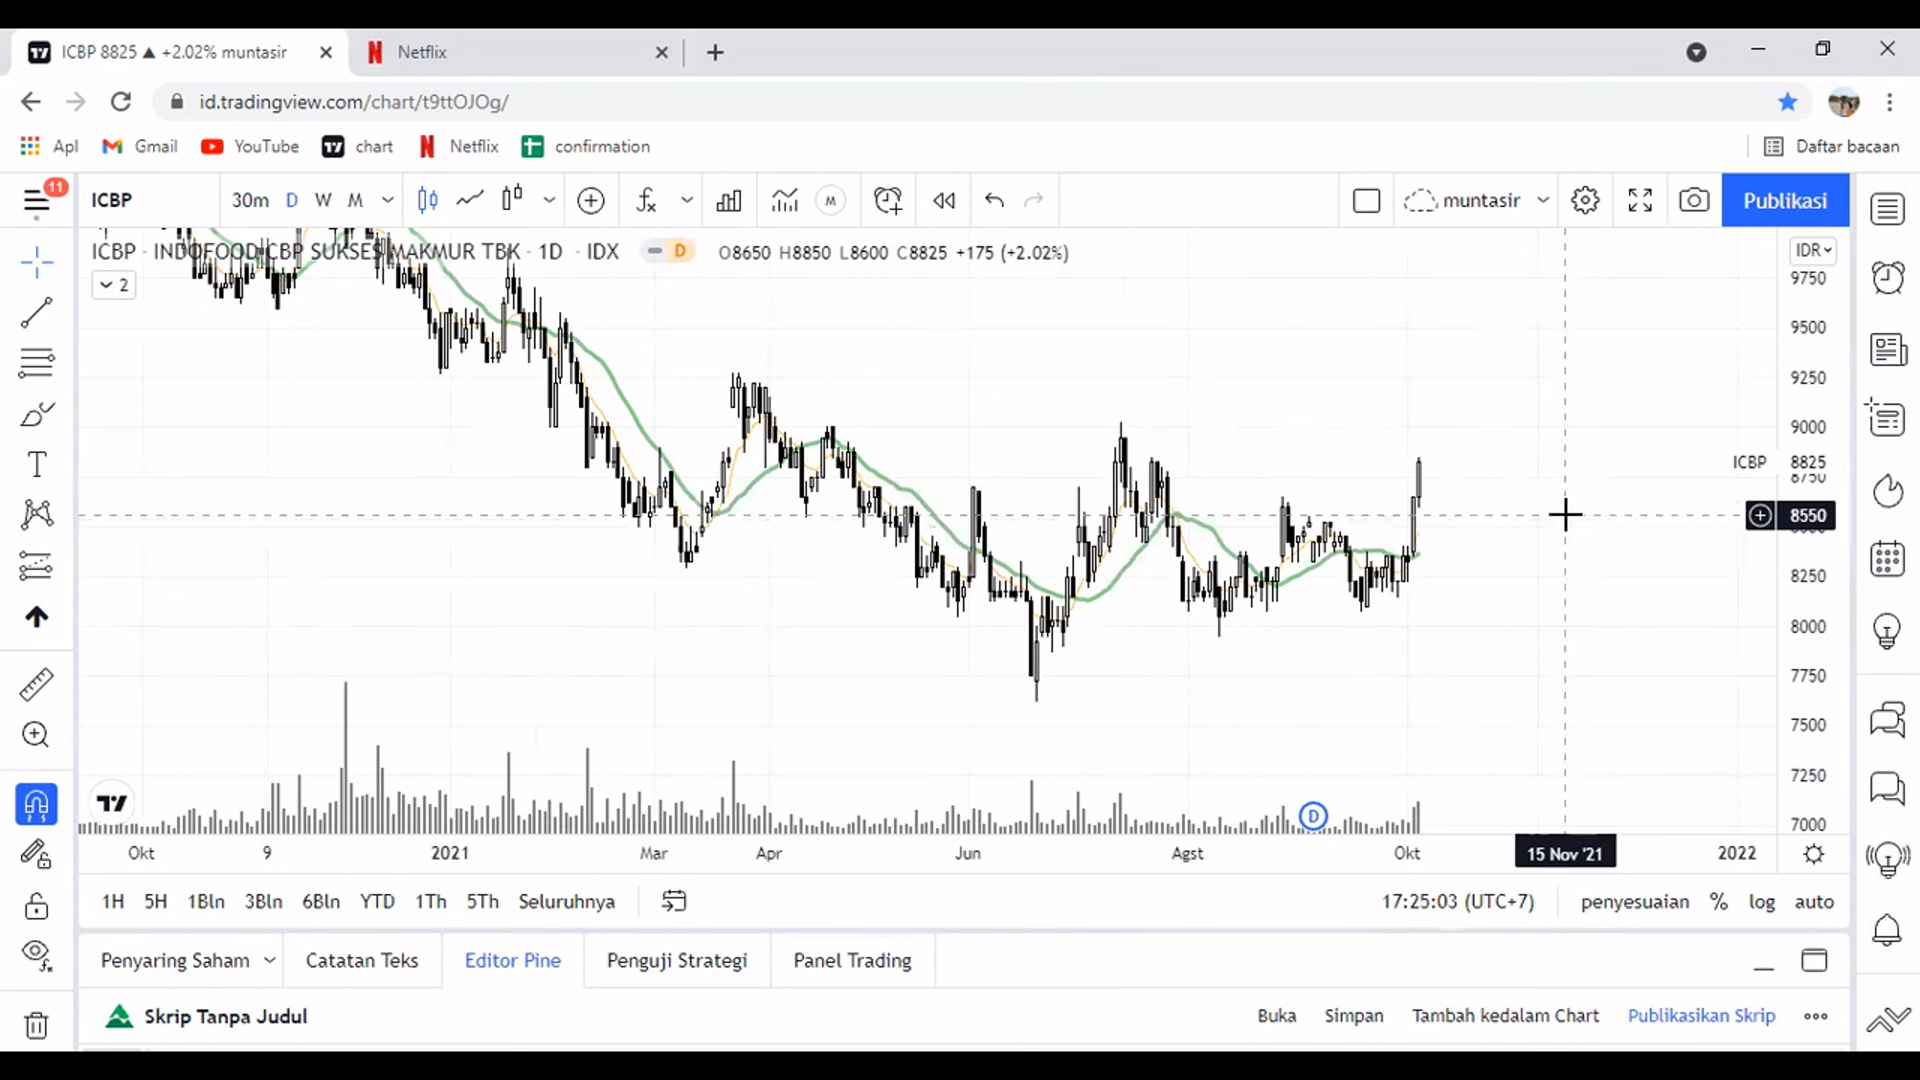 ICBP 8825 ▲ +2.02% muntasir
Netflix
id.tradingview.com/chart/t9ttOJOg/
Apl
Gmail
YouTube
chart
Netflix
confirmation
Daftar bacaan
11
ICBP
30m D W M
M
muntasir
Publikasi
ICBP · INDOFOOD CBP SUKSES MAKMUR TBK · 1D · IDX
D
O8650 H8850 L8600 C8825 +175 (+2.02%)
2
IDR
9750
9500
9250
9000
ICBP 8825
8750
8550
8250
8000
7750
7500
7250
7000
D
Okt 9 2021 Mar Apr Jun Agst Okt 15 Nov '21 2022
1H 5H 1Bln 3Bln 6Bln YTD 1Th 5Th Seluruhnya
17:25:03 (UTC+7)
penyesuaian % log auto
Penyaring Saham
Catatan Teks
Editor Pine
Penguji Strategi
Panel Trading
Skrip Tanpa Judul
Buka
Simpan
Tambah kedalam Chart
Publikasikan Skrip